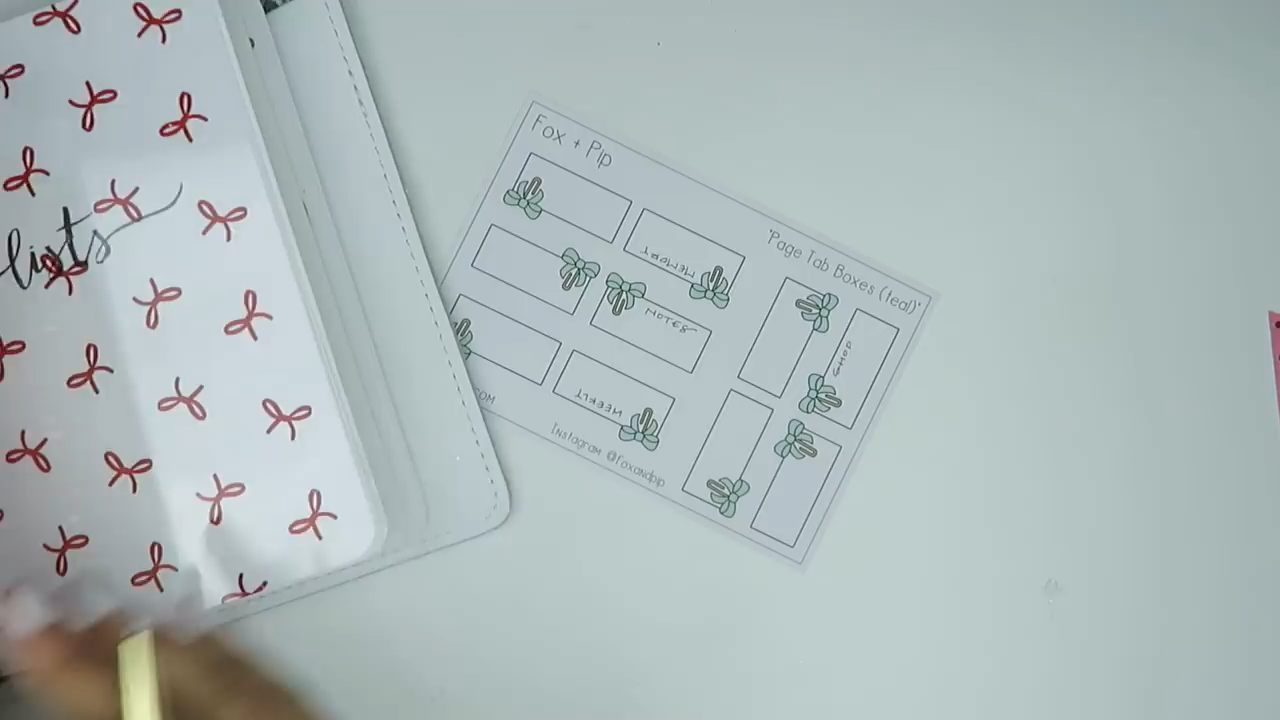 lists
Fox + Pip
'Page Tab Boxes (teal)'
MEMORY
NOTES
SHOP
WEEKLY
Instagram @foxandpip